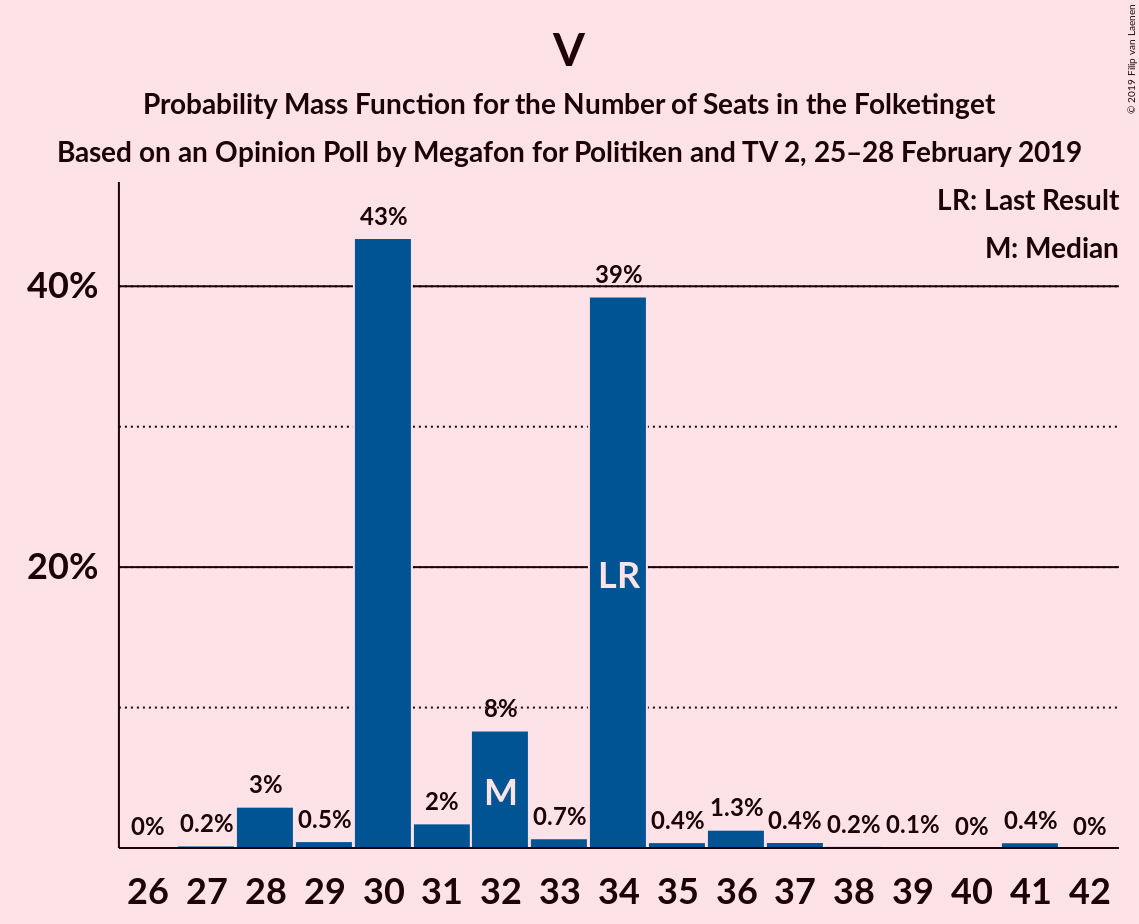 V
Probability Mass Function for the Number of Seats in the Folketinget
Based on an Opinion Poll by Megafon for Politiken and TV 2, 25–28 February 2019
© 2019 Filip van Laenen
LR: Last Result
M: Median
40%
20%
0% 0.2% 3% 0.5% 43% 2% 8% 0.7% 39% 0.4% 1.3% 0.4% 0.2% 0.1% 0% 0.4% 0%
LR
M
26 27 28 29 30 31 32 33 34 35 36 37 38 39 40 41 42